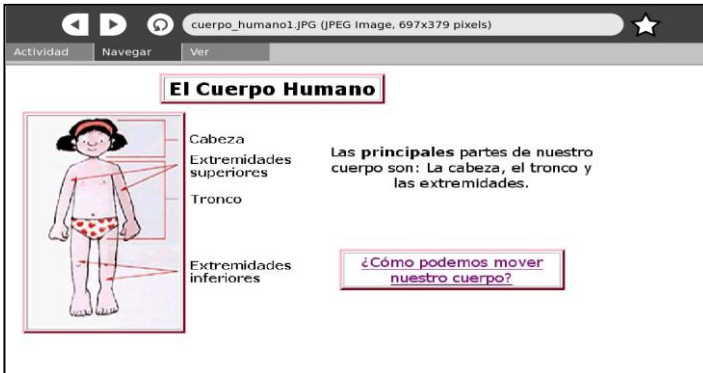 cuerpo_humano1.JPG (JPEG Image, 697x379 pixels)
Actividad Navegar Ver
El Cuerpo Humano
Cabeza
Extremidades
superiores
Tronco
Extremidades
inferiores
Las principales partes de nuestro
cuerpo son: La cabeza, el tronco y
las extremidades.
¿Cómo podemos mover
nuestro cuerpo?